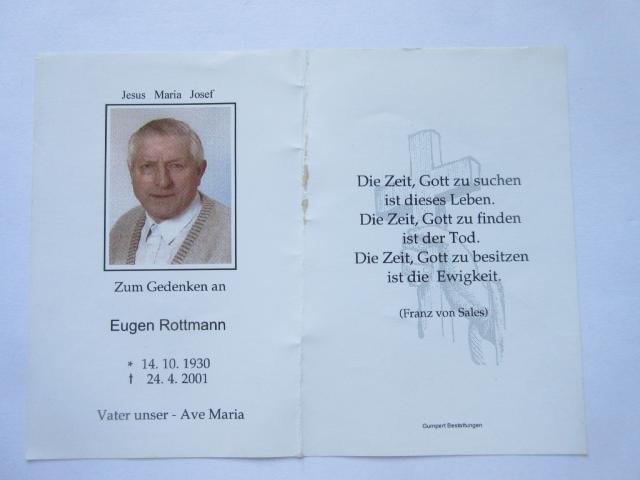 Jesus Maria Josef
Zum Gedenken an
Eugen Rottmann
* 14. 10. 1930
† 24. 4. 2001
Vater unser - Ave Maria
Die Zeit, Gott zu suchen
ist dieses Leben.
Die Zeit, Gott zu finden
ist der Tod.
Die Zeit, Gott zu besitzen
ist die Ewigkeit.
(Franz von Sales)
Gumpert Bestattungen